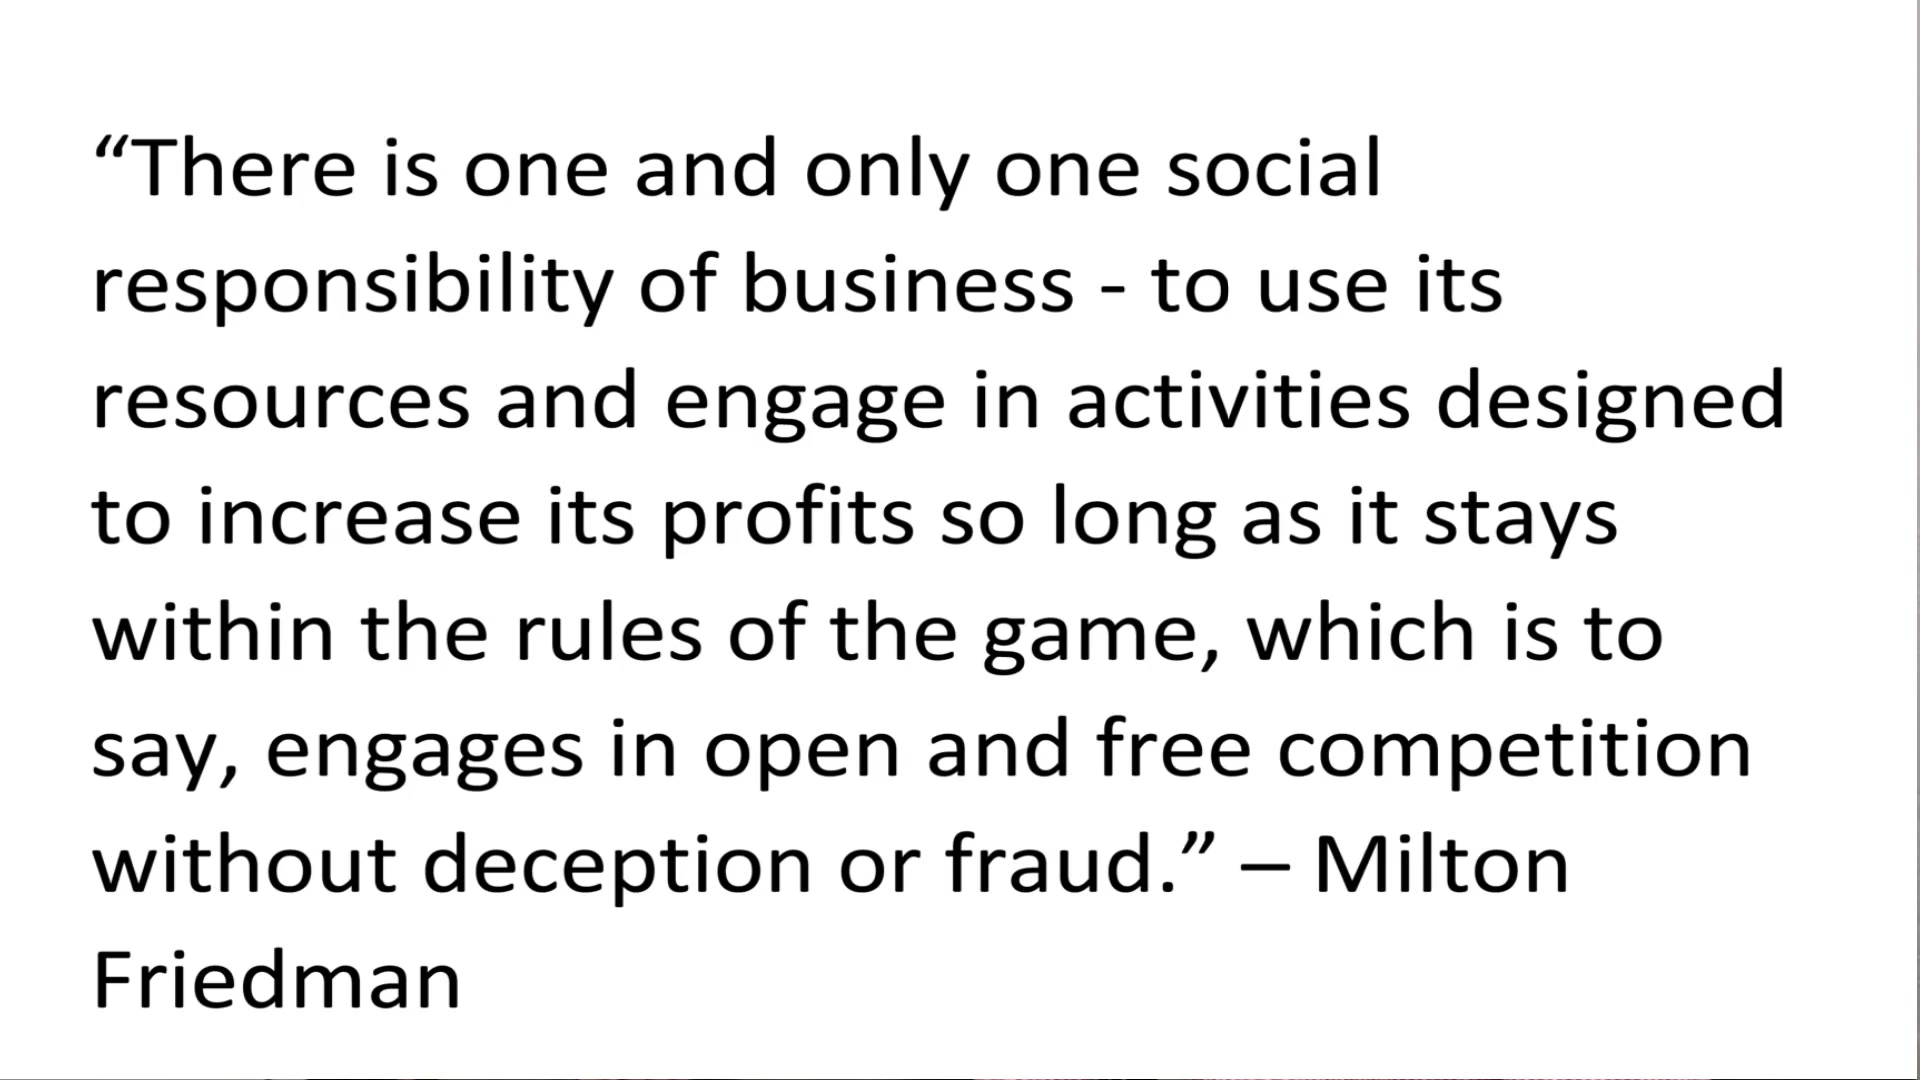 “There is one and only one social
responsibility of business - to use its
resources and engage in activities designed
to increase its profits so long as it stays
within the rules of the game, which is to
say, engages in open and free competition
without deception or fraud.” – Milton
Friedman